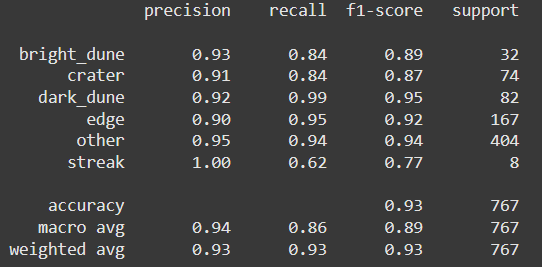 precision recall f1-score support
bright_dune 0.93 0.84 0.89 32
crater 0.91 0.84 0.87 74
dark_dune 0.92 0.99 0.95 82
edge 0.90 0.95 0.92 167
other 0.95 0.94 0.94 404
streak 1.00 0.62 0.77 8
accuracy 0.93 767
macro avg 0.94 0.86 0.89 767
weighted avg 0.93 0.93 0.93 767